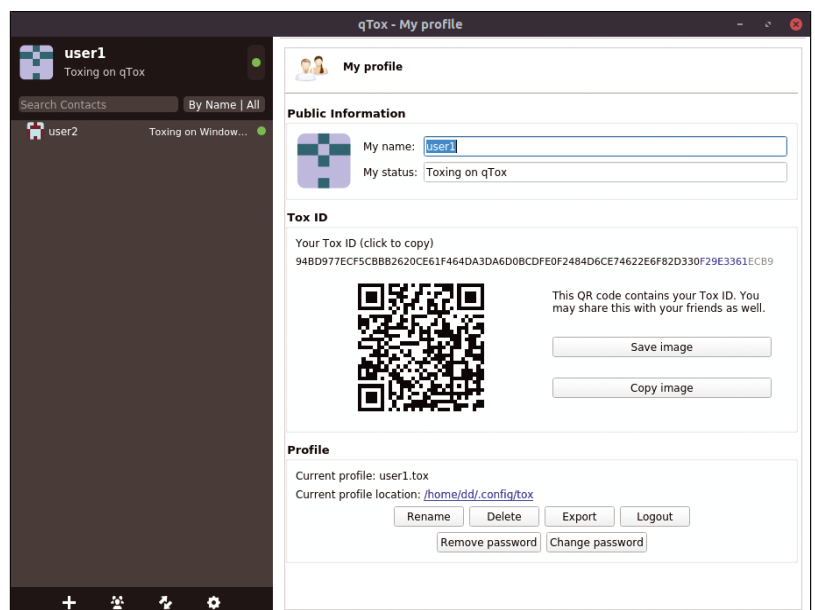 qTox - My profile
user1
Toxing on qTox
Search Contacts
By Name | All
user2
Toxing on Window...
My profile
Public Information
My name: user1
My status: Toxing on qTox
Tox ID
Your Tox ID (click to copy)
94BD977ECF5CBBB2620CE61F464DA3DA6D0BCDFE0F2484D6CE74622E6F82D330F29E3361ECB9
This QR code contains your Tox ID. You
may share this with your friends as well.
Save image
Copy image
Profile
Current profile: user1.tox
Current profile location: /home/dd/.config/tox
Rename
Delete
Export
Logout
Remove password
Change password